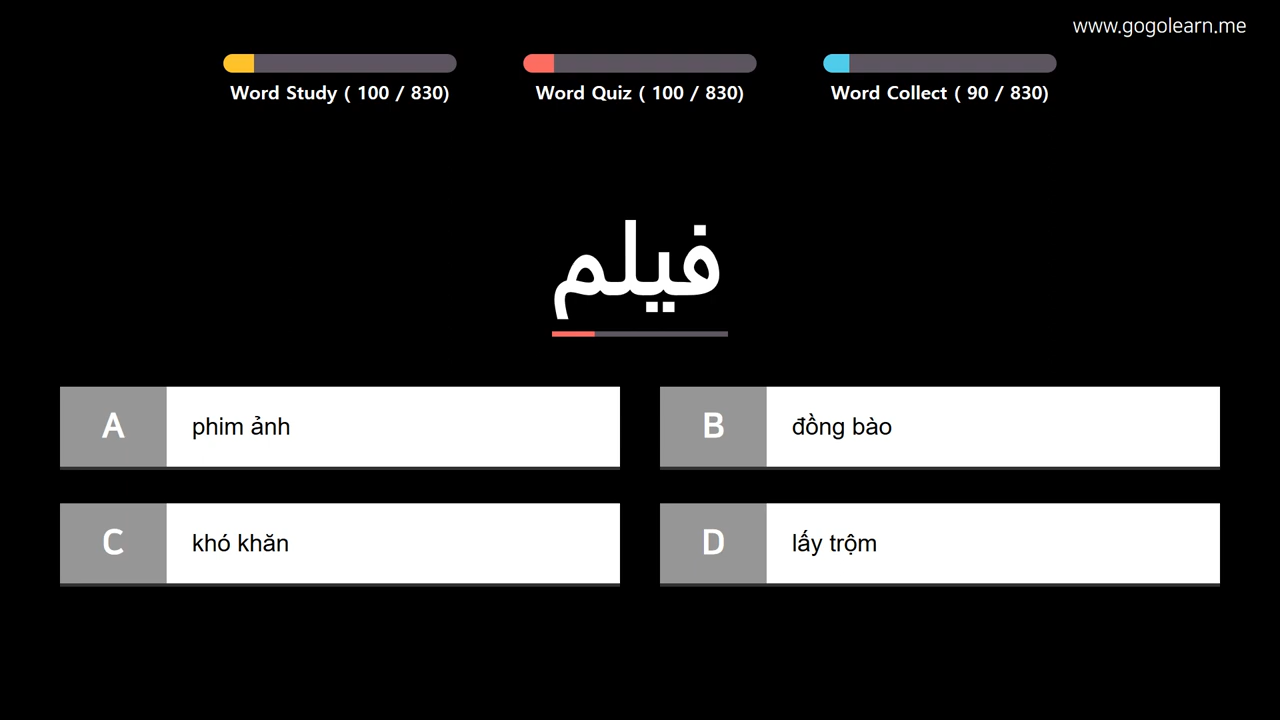 www.gogolearn.me
Word Study ( 100 / 830)
Word Quiz ( 100 / 830)
Word Collect ( 90 / 830)
فيلم
A phim ảnh
B đồng bào
C khó khăn
D lấy trộm